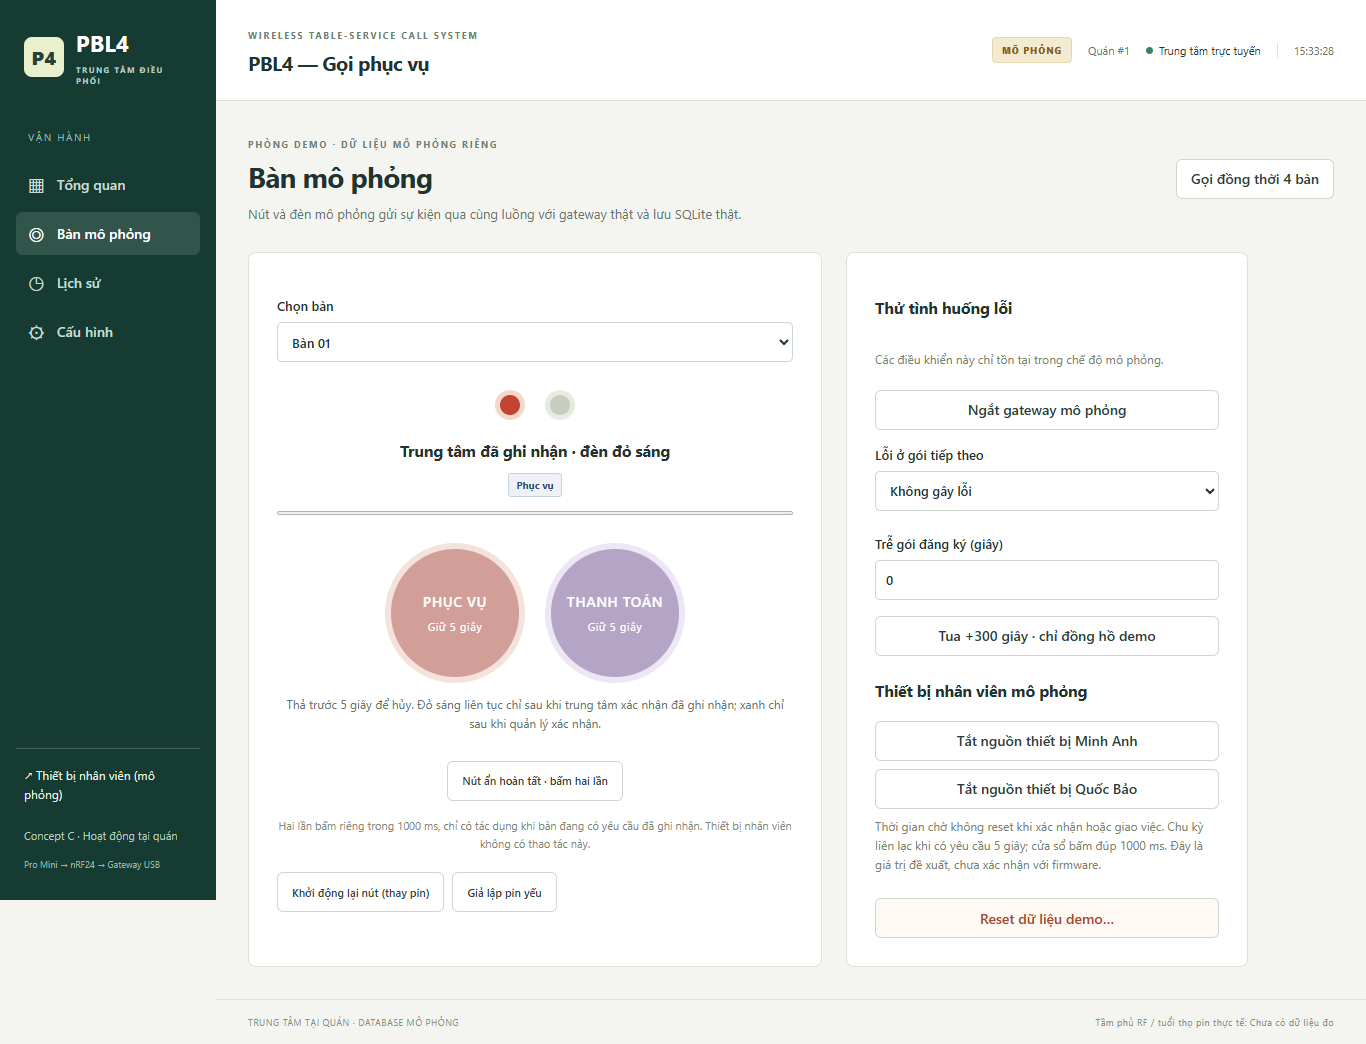 P4
PBL4
TRUNG TÂM ĐIỀU
PHỐI
VẬN HÀNH
Tổng quan
Bàn mô phỏng
Lịch sử
Cấu hình
↗ Thiết bị nhân viên (mô
phỏng)
Concept C · Hoạt động tại quán
Pro Mini → nRF24 → Gateway USB
WIRELESS TABLE-SERVICE CALL SYSTEM
PBL4 — Gọi phục vụ
MÔ PHỎNG
Quán #1
Trung tâm trực tuyến
15:33:28
PHÒNG DEMO · DỮ LIỆU MÔ PHỎNG RIÊNG
Bàn mô phỏng
Nút và đèn mô phỏng gửi sự kiện qua cùng luồng với gateway thật và lưu SQLite thật.
Gọi đồng thời 4 bàn
Chọn bàn
Bàn 01
Trung tâm đã ghi nhận · đèn đỏ sáng
Phục vụ
PHỤC VỤ
Giữ 5 giây
THANH TOÁN
Giữ 5 giây
Thả trước 5 giây để hủy. Đỏ sáng liên tục chỉ sau khi trung tâm xác nhận đã ghi nhận; xanh chỉ
sau khi quản lý xác nhận.
Nút ẩn hoàn tất · bấm hai lần
Hai lần bấm riêng trong 1000 ms, chỉ có tác dụng khi bàn đang có yêu cầu đã ghi nhận. Thiết bị nhân viên
không có thao tác này.
Khởi động lại nút (thay pin)
Giả lập pin yếu
Thử tình huống lỗi
Các điều khiển này chỉ tồn tại trong chế độ mô phỏng.
Ngắt gateway mô phỏng
Lỗi ở gói tiếp theo
Không gây lỗi
Trễ gói đăng ký (giây)
0
Tua +300 giây · chỉ đồng hồ demo
Thiết bị nhân viên mô phỏng
Tắt nguồn thiết bị Minh Anh
Tắt nguồn thiết bị Quốc Bảo
Thời gian chờ không reset khi xác nhận hoặc giao việc. Chu kỳ
liên lạc khi có yêu cầu 5 giây; cửa sổ bấm đúp 1000 ms. Đây là
giá trị đề xuất, chưa xác nhận với firmware.
Reset dữ liệu demo...
TRUNG TÂM TẠI QUÁN · DATABASE MÔ PHỎNG
Tầm phủ RF / tuổi thọ pin thực tế: Chưa có dữ liệu đo